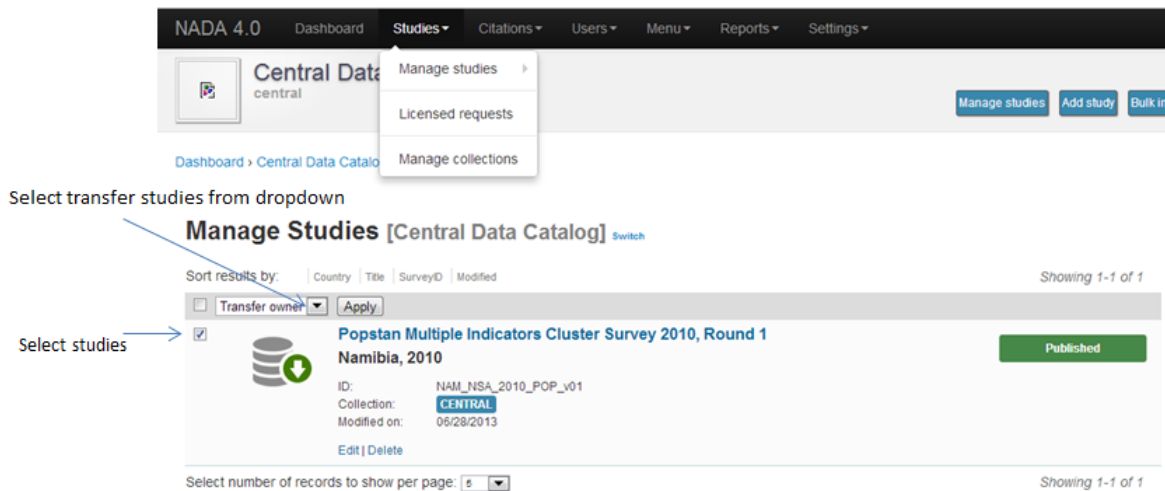 NADA 4.0 Dashboard Studies Citations Users Menu Reports Settings
Central Data
central
Manage studies
Licensed requests
Manage collections
Manage studies Add study Bulk in
Dashboard › Central Data Catalo
Select transfer studies from dropdown
Manage Studies [Central Data Catalog] Switch
Sort results by: Country Title SurveyID Modified Showing 1-1 of 1
Transfer owner Apply
Select studies
Popstan Multiple Indicators Cluster Survey 2010, Round 1
Namibia, 2010
Published
ID: NAM_NSA_2010_POP_v01
Collection: CENTRAL
Modified on: 06/28/2013
Edit | Delete
Select number of records to show per page: 5 Showing 1-1 of 1